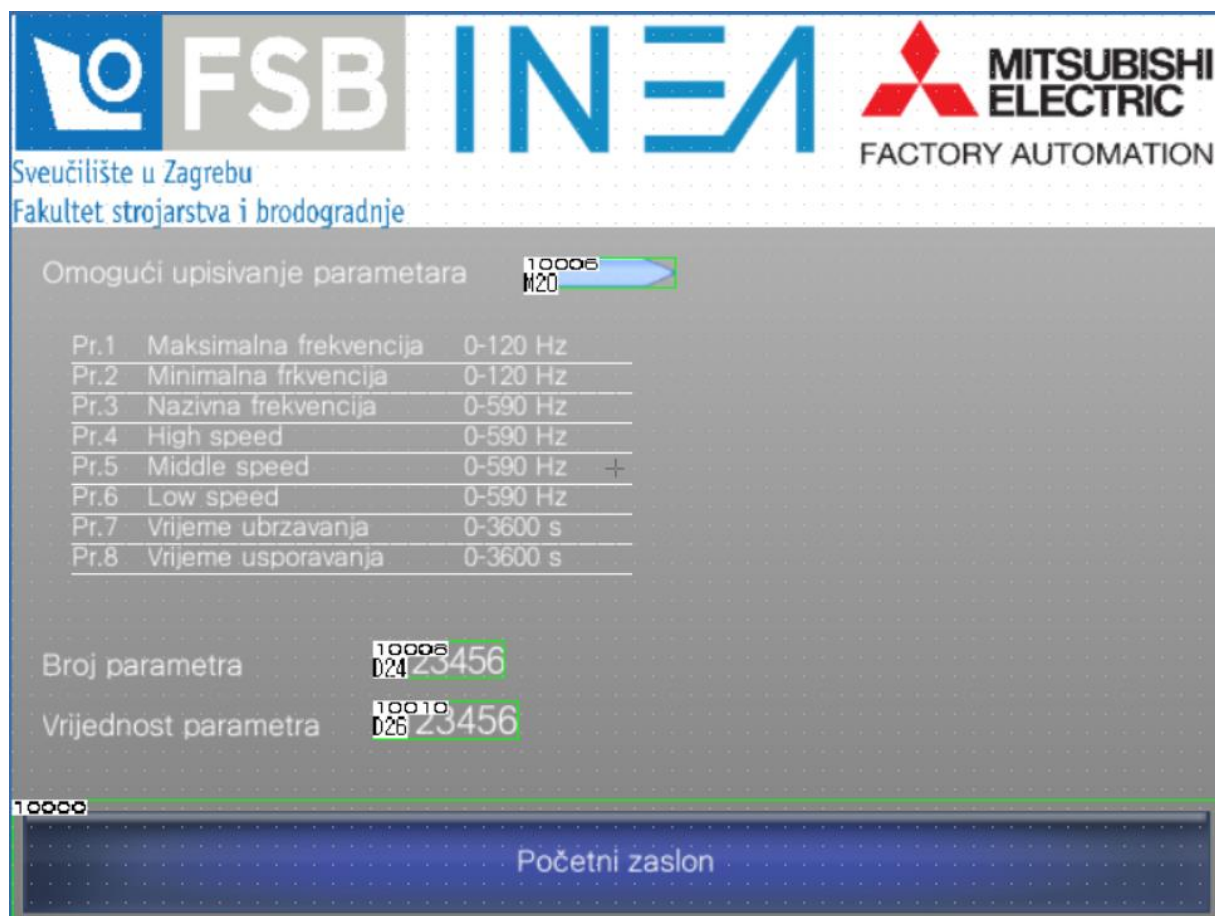 FSB
INEA
MITSUBISHI
ELECTRIC
FACTORY AUTOMATION
Sveučilište u Zagrebu
Fakultet strojarstva i brodogradnje
Omogući upisivanje parametara 10006
M20
Pr.1 Maksimalna frekvencija 0-120 Hz
Pr.2 Minimalna frkvencija 0-120 Hz
Pr.3 Nazivna frekvencija 0-590 Hz
Pr.4 High speed 0-590 Hz
Pr.5 Middle speed 0-590 Hz
Pr.6 Low speed 0-590 Hz
Pr.7 Vrijeme ubrzavanja 0-3600 s
Pr.8 Vrijeme usporavanja 0-3600 s
10008
Broj parametra D24 23456
10010
Vrijednost parametra D26 23456
10000
Početni zaslon